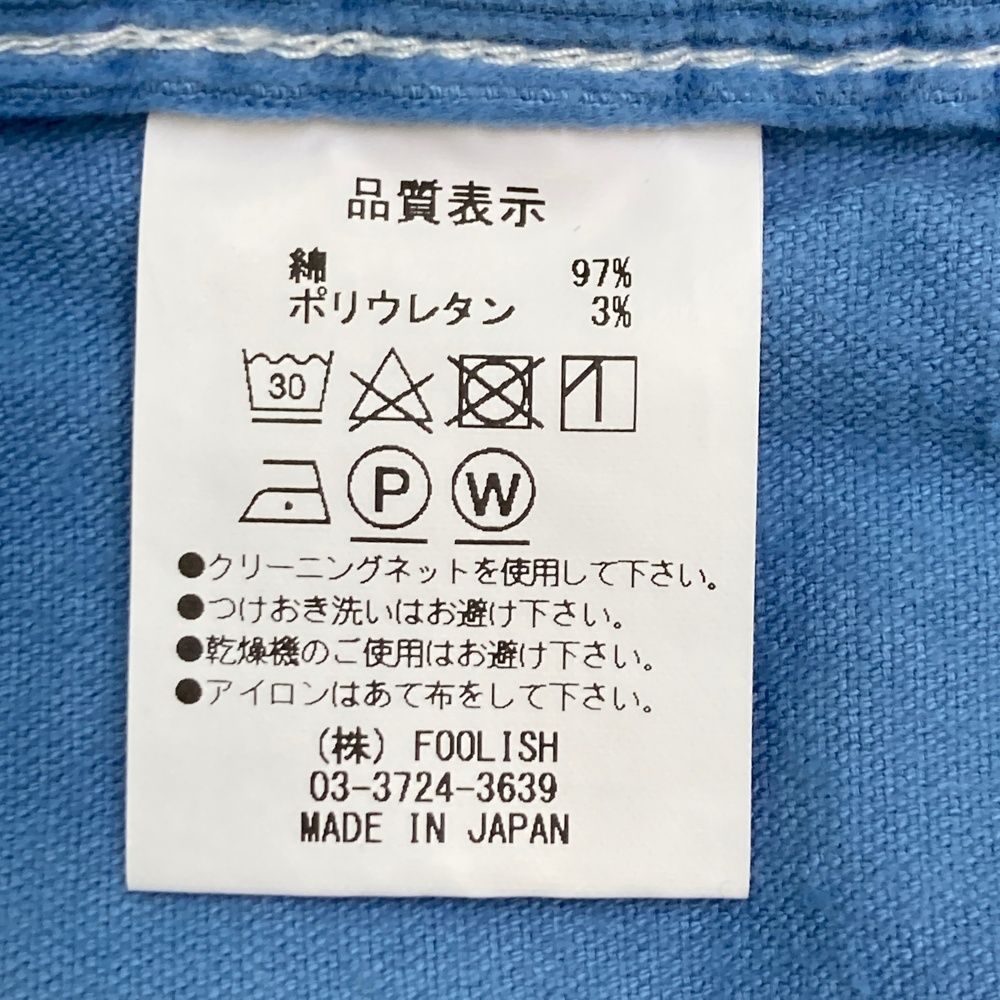 品質表示
綿 97%
ポリウレタン 3%
30
P W
●クリーニングネットを使用して下さい。
●つけおき洗いはお避け下さい。
●乾燥機のご使用はお避け下さい。
●アイロンはあて布をして下さい。
(株) FOOLISH
03-3724-3639
MADE IN JAPAN